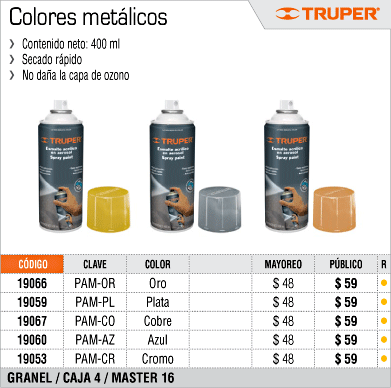 Colores metálicos
TRUPER®
› Contenido neto: 400 ml
› Secado rápido
› No daña la capa de ozono
TRUPER
Esmalte acrílico
en aerosol
Spray paint
TRUPER
Esmalte acrílico
en aerosol
Spray paint
TRUPER
Esmalte acrílico
en aerosol
Spray paint
CÓDIGO CLAVE COLOR MAYOREO PÚBLICO R
19066 PAM-OR Oro $ 48 $ 59
19059 PAM-PL Plata $ 48 $ 59
19067 PAM-CO Cobre $ 48 $ 59
19060 PAM-AZ Azul $ 48 $ 59
19053 PAM-CR Cromo $ 48 $ 59
GRANEL / CAJA 4 / MASTER 16